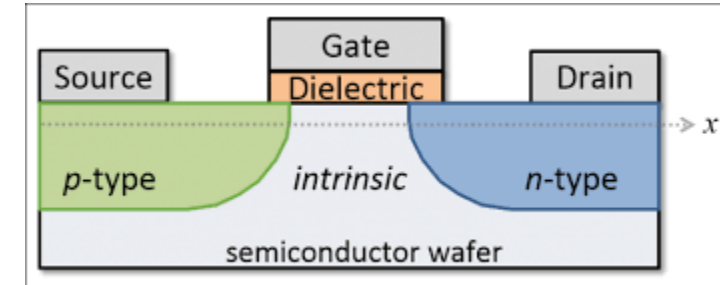 Gate
Source
Dielectric
Drain
x
p-type
intrinsic
n-type
semiconductor wafer